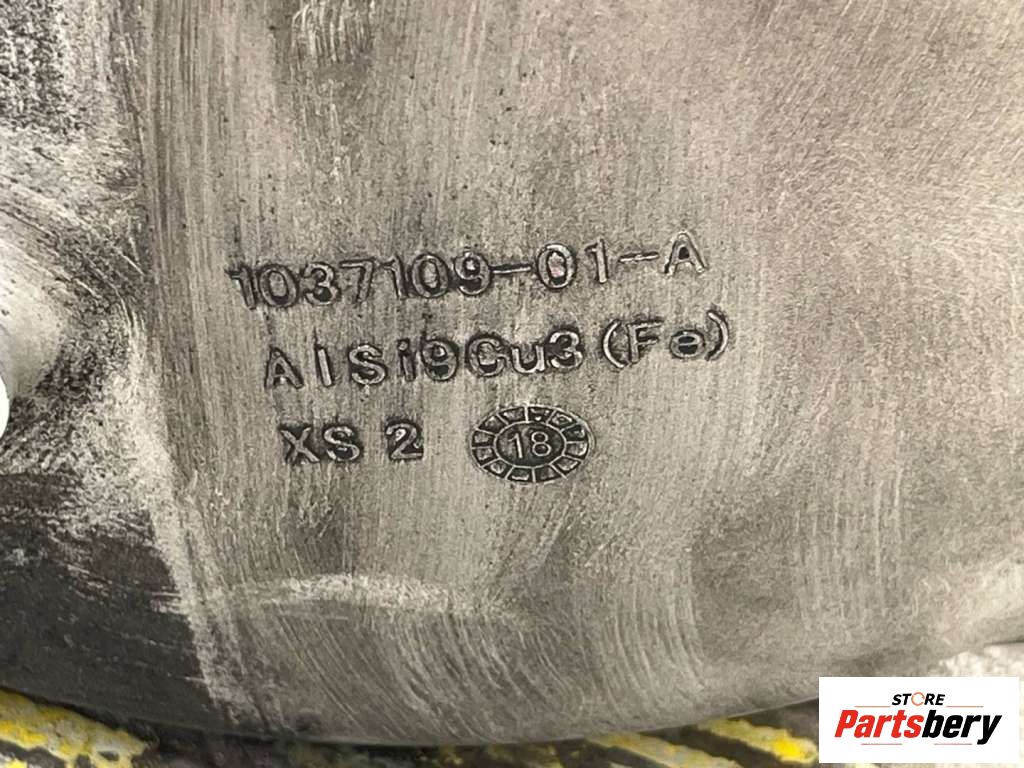 1037109-01-A
AlSi9Cu3(Fe)
XS 2 18
STORE
Partsbery